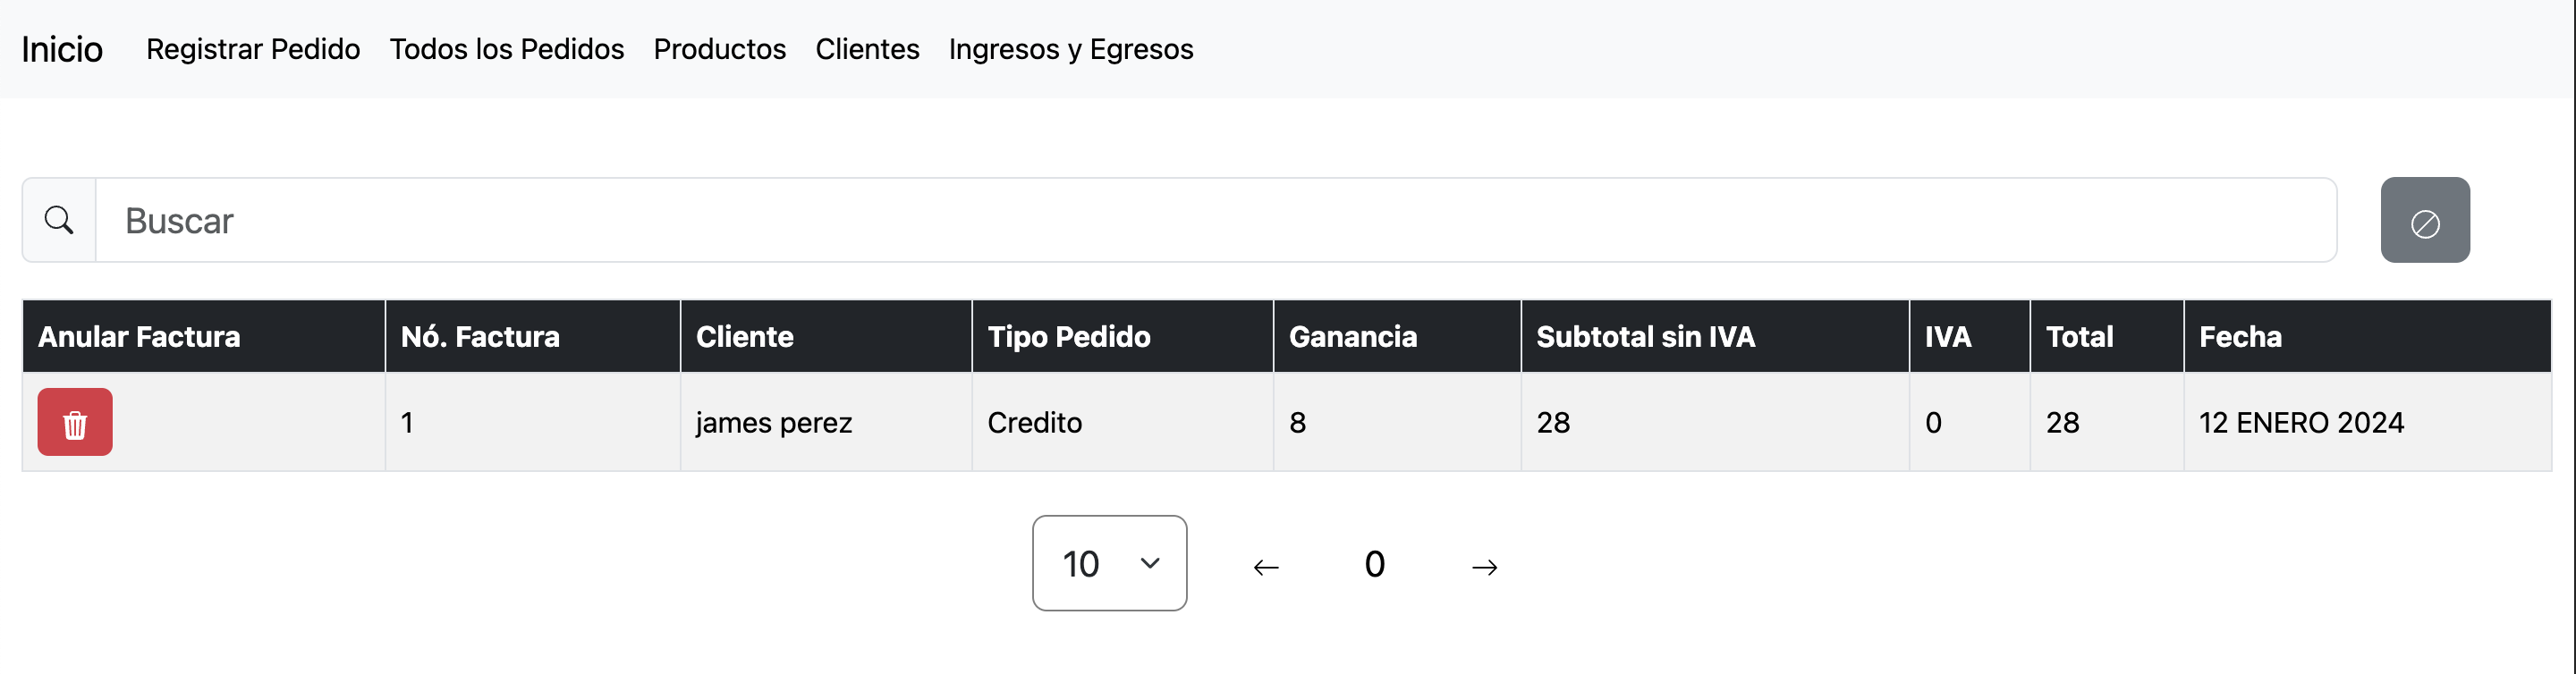 Inicio Registrar Pedido Todos los Pedidos Productos Clientes Ingresos y Egresos
Buscar
Anular Factura Nó. Factura Cliente Tipo Pedido Ganancia Subtotal sin IVA IVA Total Fecha
1 james perez Credito 8 28 0 28 12 ENERO 2024
10 0